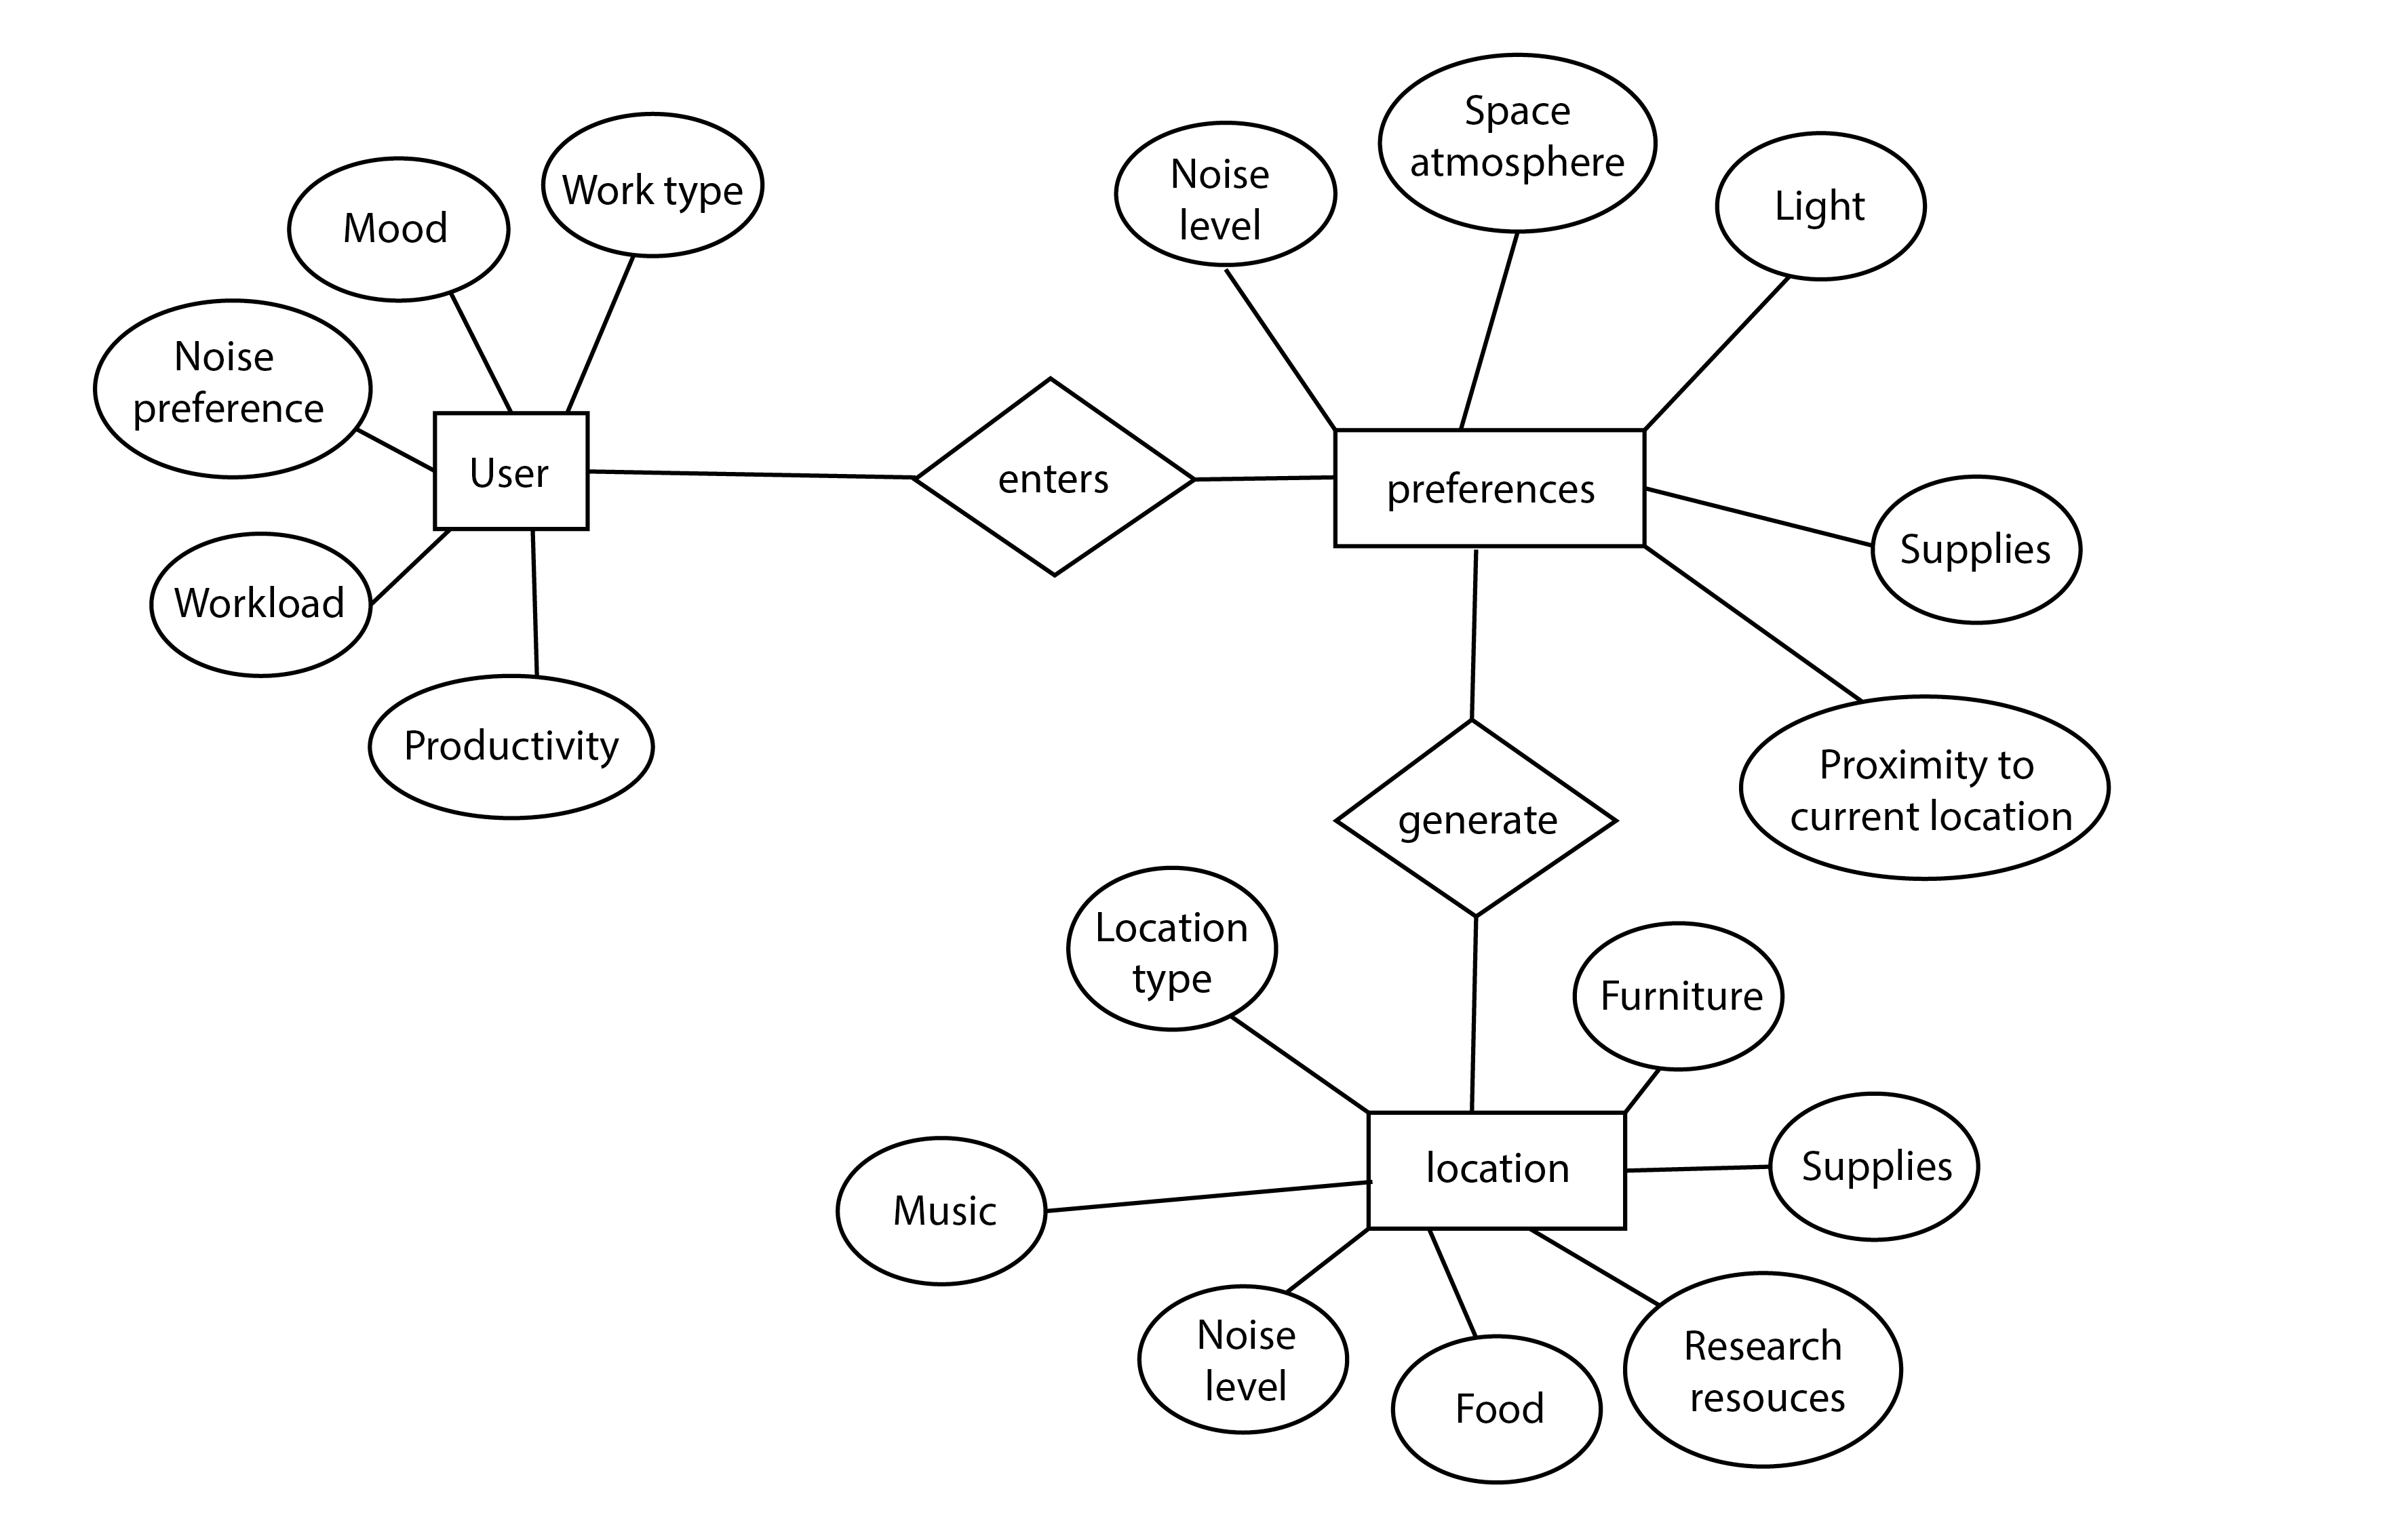 Mood
Work type
Noise
preference
User
Workload
Productivity
enters
Noise
level
Space
atmosphere
Light
preferences
Supplies
Proximity to
current location
generate
Location
type
Furniture
location
Supplies
Music
Noise
level
Food
Research
resouces